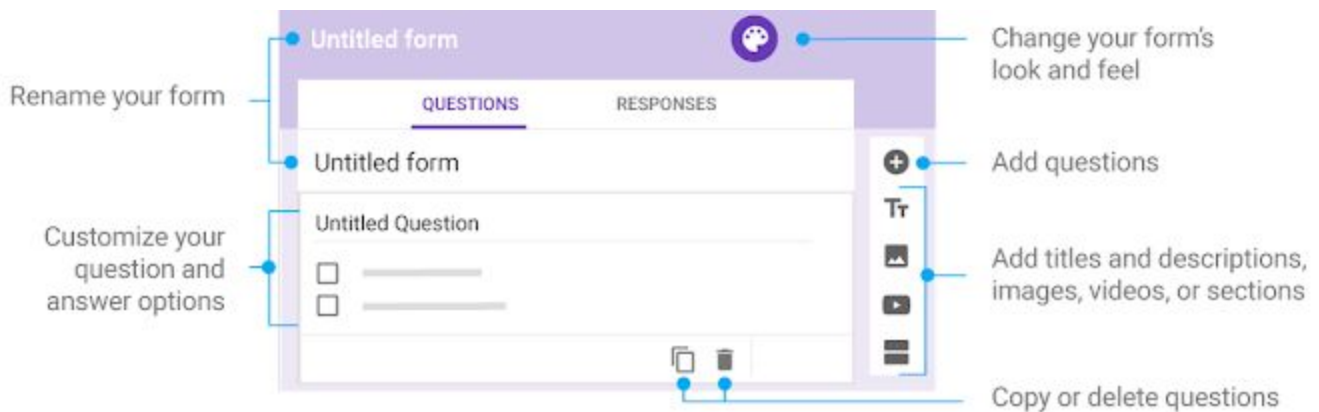 Untitled form
Change your form's
look and feel
Rename your form
QUESTIONS RESPONSES
Untitled form
Add questions
Tt
Untitled Question
Customize your
question and
answer options
Add titles and descriptions,
images, videos, or sections
Copy or delete questions